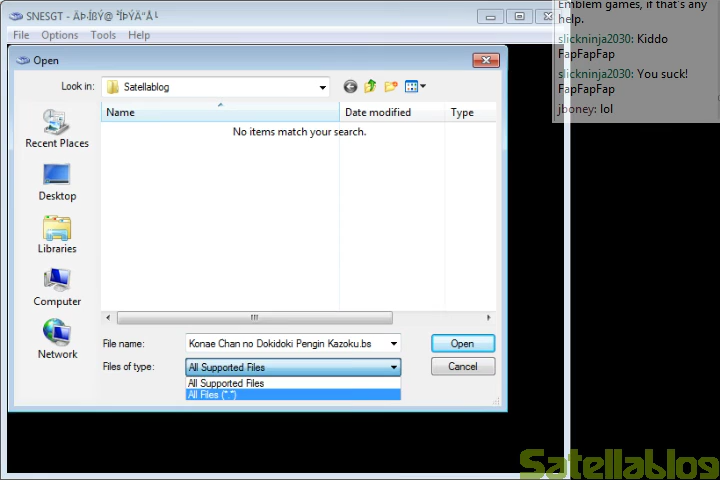 SNESGT - ÄÞ·ÍßÝ@
File Options Tools Help
Open
Look in: Satellablog
Name Date modified Type
No items match your search.
Recent Places
Desktop
Libraries
Computer
Network
File name: Konae Chan no Dokidoki Pengin Kazoku.bs Open
Files of type: All Supported Files Cancel
All Supported Files
All Files (*.*)
Emblem games, if that's any
help.
slickninja2030: Kiddo
FapFapFap
slickninja2030: You suck!
FapFapFap
jboney: lol
Satellablog